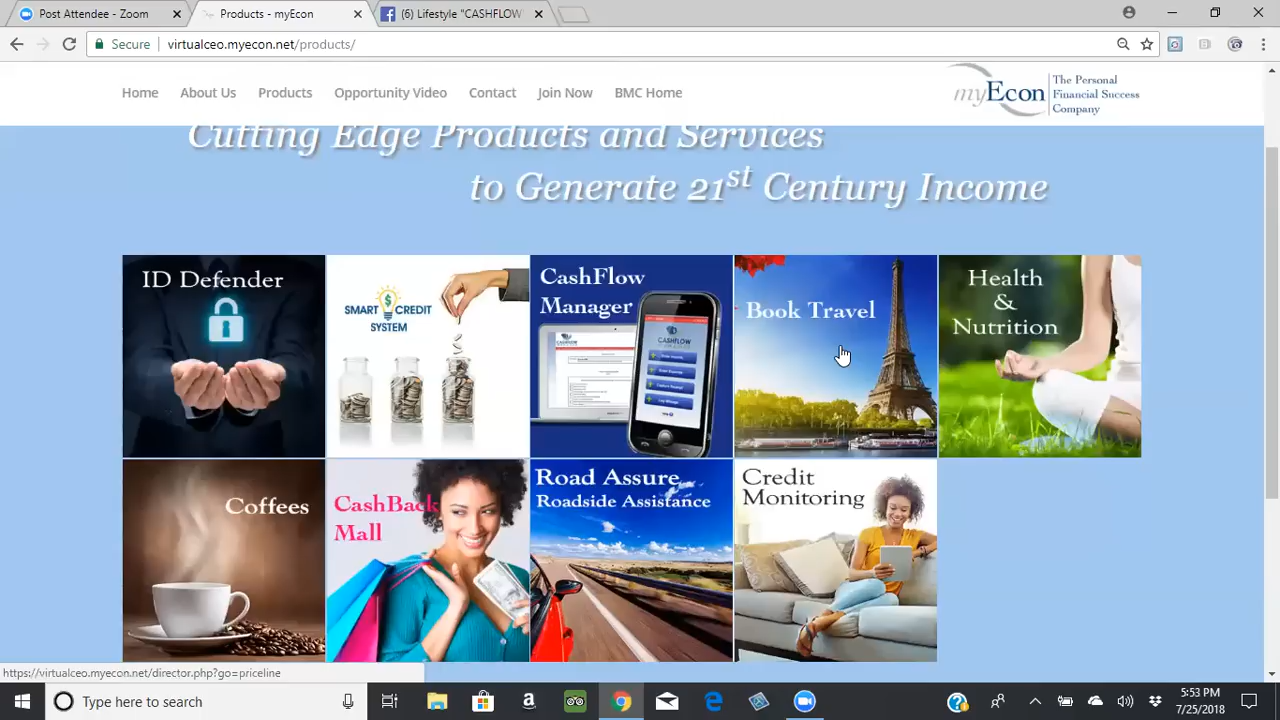 Post Attendee - Zoom
Products - myEcon
(6) Lifestyle "CASHFLOW
Secure
virtualceo.myecon.net/products/
Home
About Us
Products
Opportunity Video
Contact
Join Now
BMC Home
myEcon
The Personal
Financial Success
Company
Cutting Edge Products and Services
to Generate 21st Century Income
ID Defender
SMART CREDIT
SYSTEM
CashFlow
Manager
Book Travel
Health
&
Nutrition
Coffees
CashBack
Mall
Road Assure
Roadside Assistance
Credit
Monitoring
https://virtualceo.myecon.net/director.php?go=priceline
Type here to search
5:53 PM
7/25/2018